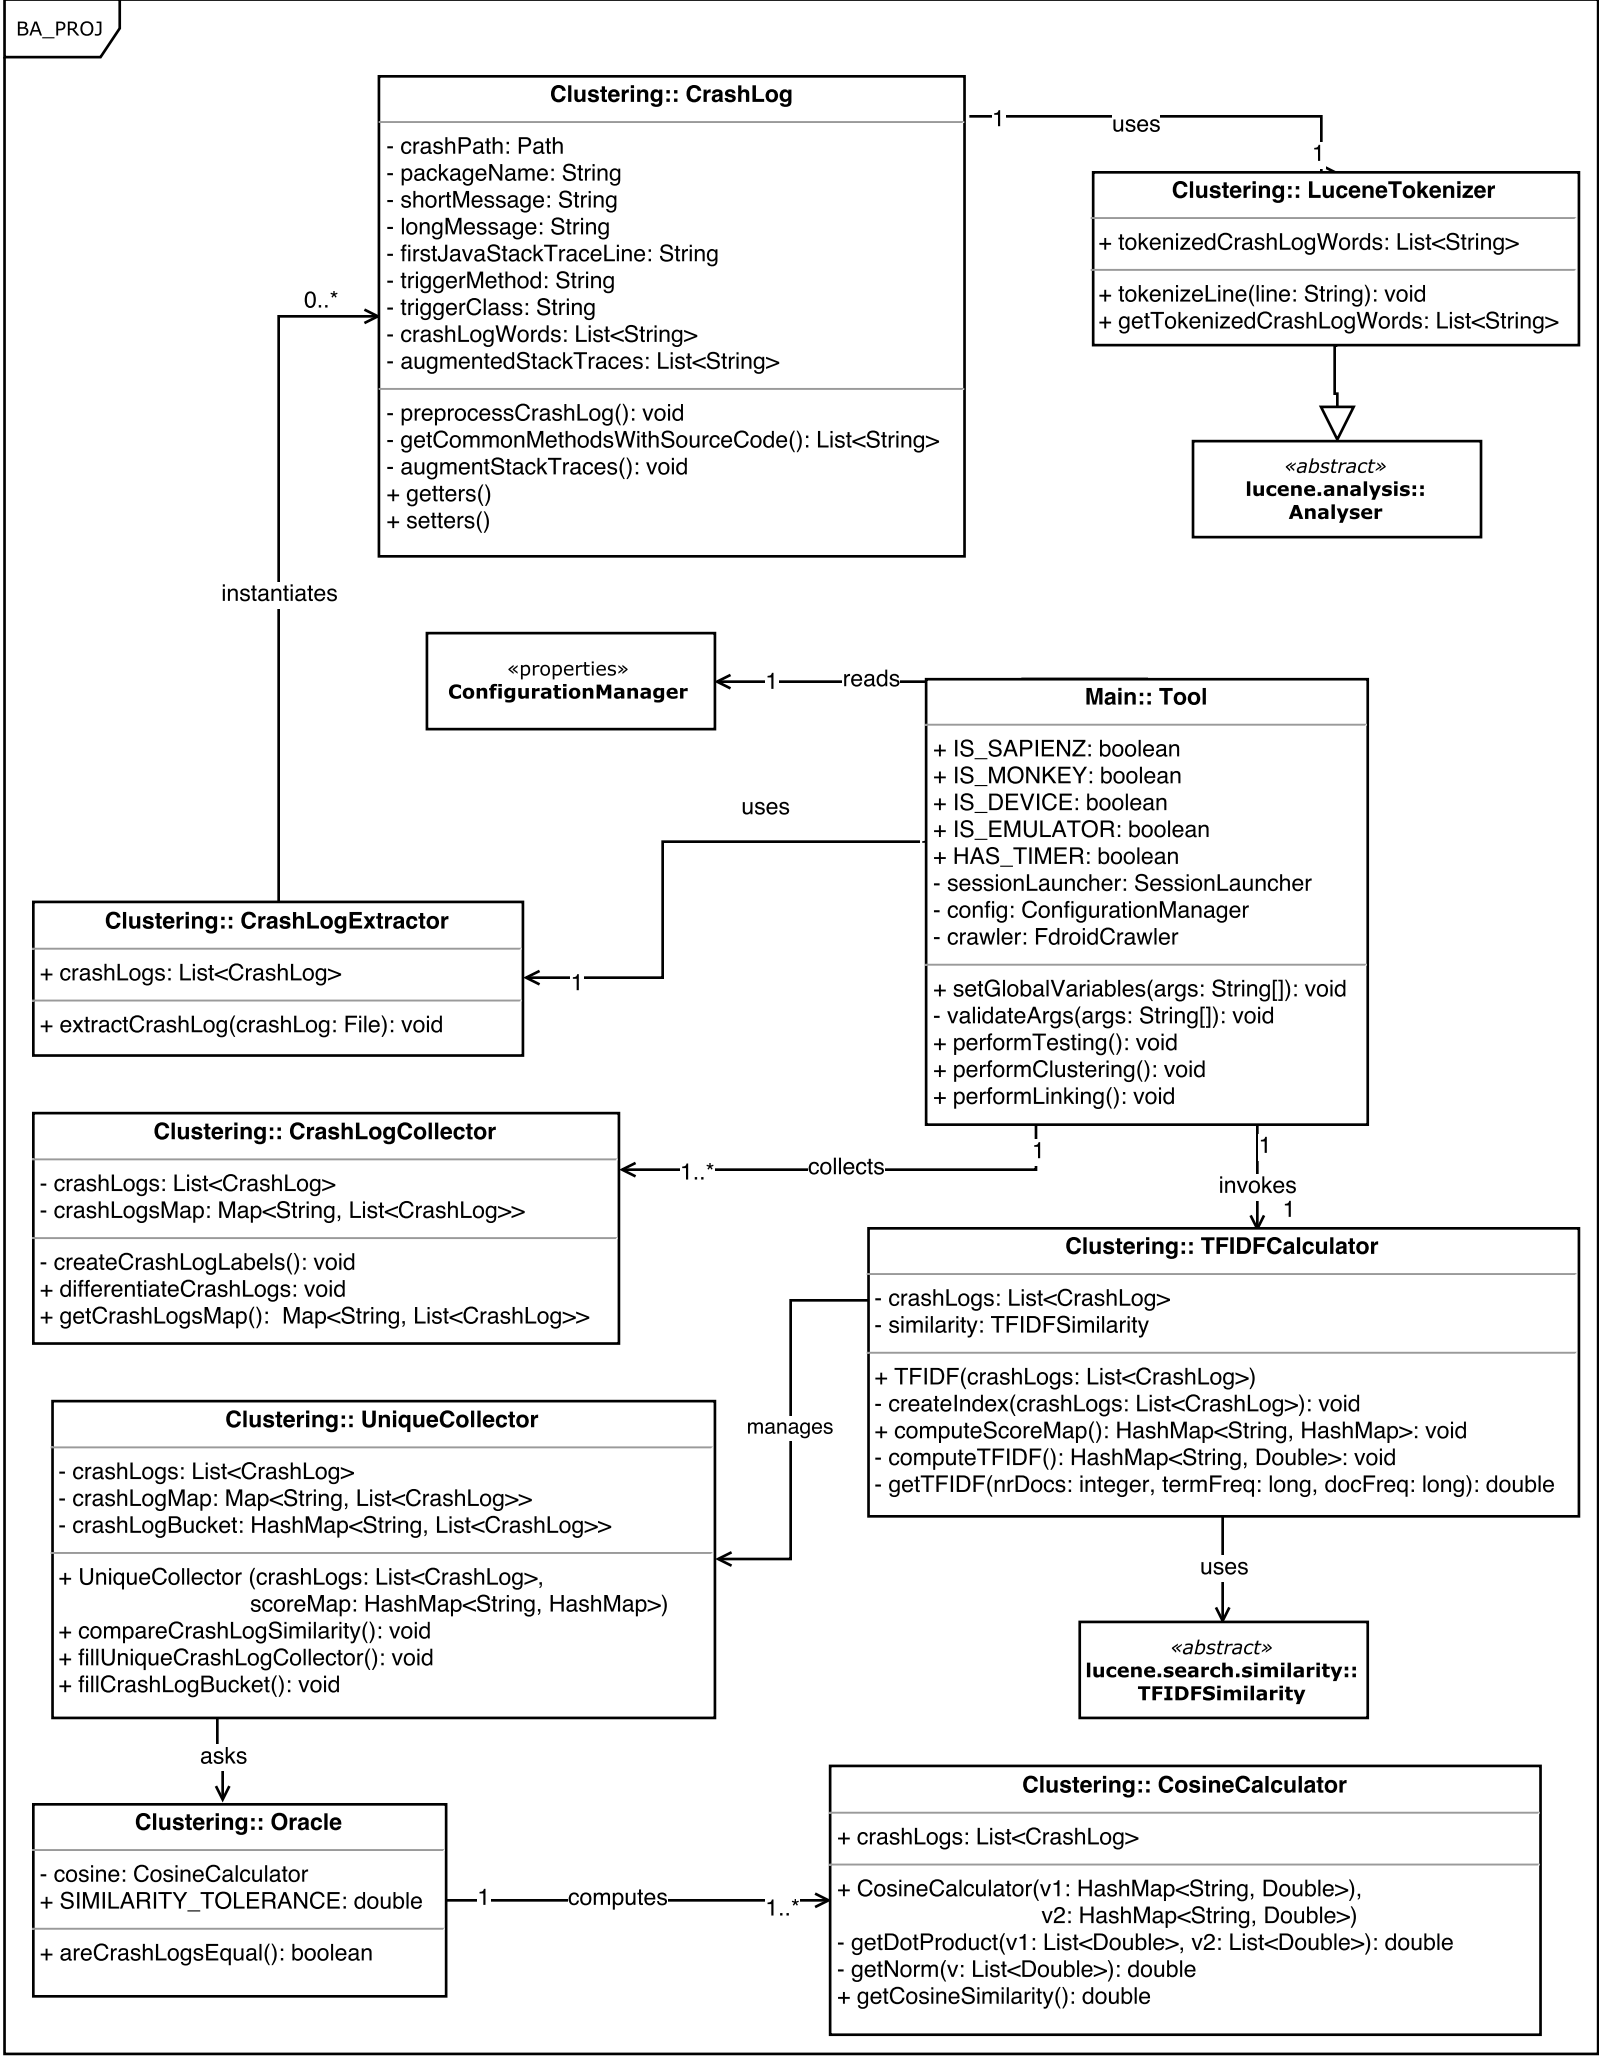 BA_PROJ
Clustering:: CrashLog
- crashPath: Path
- packageName: String
- shortMessage: String
- longMessage: String
- firstJavaStackTraceLine: String
- triggerMethod: String
- triggerClass: String
- crashLogWords: List<String>
- augmentedStackTraces: List<String>
- preprocessCrashLog(): void
- getCommonMethodsWithSourceCode(): List<String>
- augmentStackTraces(): void
+ getters()
+ setters()
1
uses
1
Clustering:: LuceneTokenizer
+ tokenizedCrashLogWords: List<String>
+ tokenizeLine(line: String): void
+ getTokenizedCrashLogWords: List<String>
«abstract»
lucene.analysis::
Analyser
0..*
instantiates
«properties»
ConfigurationManager
1
reads
Main:: Tool
+ IS_SAPIENZ: boolean
+ IS_MONKEY: boolean
+ IS_DEVICE: boolean
+ IS_EMULATOR: boolean
+ HAS_TIMER: boolean
- sessionLauncher: SessionLauncher
- config: ConfigurationManager
- crawler: FdroidCrawler
+ setGlobalVariables(args: String[]): void
- validateArgs(args: String[]): void
+ performTesting(): void
+ performClustering(): void
+ performLinking(): void
uses
1
Clustering:: CrashLogExtractor
+ crashLogs: List<CrashLog>
+ extractCrashLog(crashLog: File): void
Clustering:: CrashLogCollector
- crashLogs: List<CrashLog>
- crashLogsMap: Map<String, List<CrashLog>>
- createCrashLogLabels(): void
+ differentiateCrashLogs: void
+ getCrashLogsMap():  Map<String, List<CrashLog>>
1..*
collects
1
1
invokes
1
Clustering:: TFIDFCalculator
- crashLogs: List<CrashLog>
- similarity: TFIDFSimilarity
+ TFIDF(crashLogs: List<CrashLog>)
- createIndex(crashLogs: List<CrashLog>): void
+ computeScoreMap(): HashMap<String, HashMap>: void
- computeTFIDF(): HashMap<String, Double>: void
- getTFIDF(nrDocs: integer, termFreq: long, docFreq: long): double
manages
Clustering:: UniqueCollector
- crashLogs: List<CrashLog>
- crashLogMap: Map<String, List<CrashLog>>
- crashLogBucket: HashMap<String, List<CrashLog>>
+ UniqueCollector (crashLogs: List<CrashLog>,
scoreMap: HashMap<String, HashMap>)
+ compareCrashLogSimilarity(): void
+ fillUniqueCrashLogCollector(): void
+ fillCrashLogBucket(): void
uses
«abstract»
lucene.search.similarity::
TFIDFSimilarity
asks
Clustering:: Oracle
- cosine: CosineCalculator
+ SIMILARITY_TOLERANCE: double
+ areCrashLogsEqual(): boolean
1
computes
1..*
Clustering:: CosineCalculator
+ crashLogs: List<CrashLog>
+ CosineCalculator(v1: HashMap<String, Double>),
v2: HashMap<String, Double>)
- getDotProduct(v1: List<Double>, v2: List<Double>): double
- getNorm(v: List<Double>): double
+ getCosineSimilarity(): double